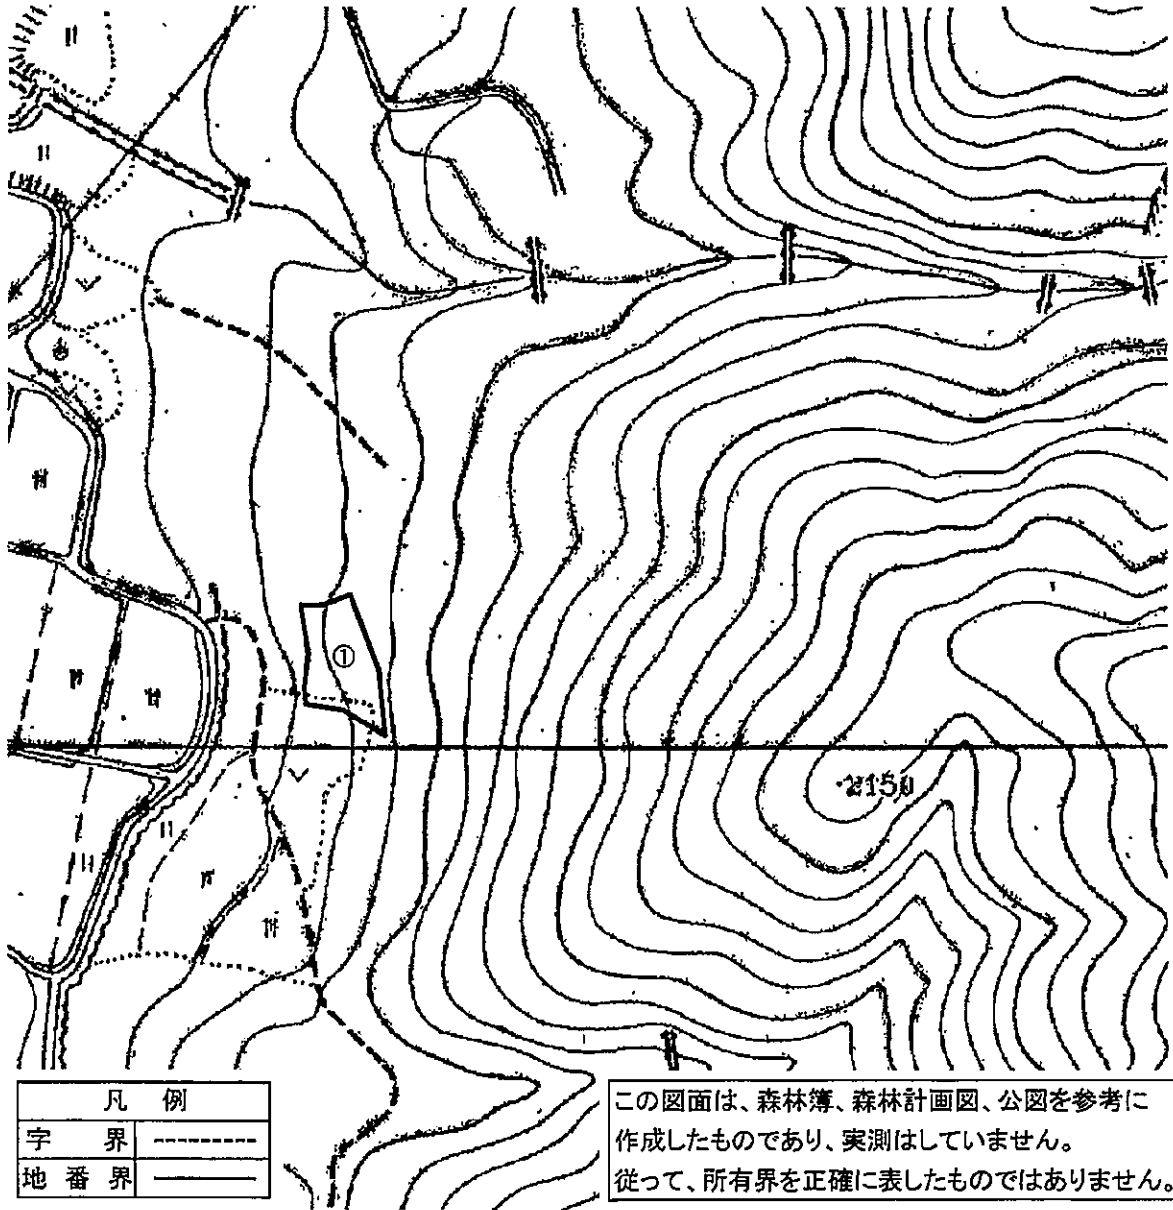 ①
凡 例
字 界
地 番 界
この図面は、森林簿、森林計画図、公図を参考に
作成したものであり、実測はしていません。
従って、所有界を正確に表したものではありません。